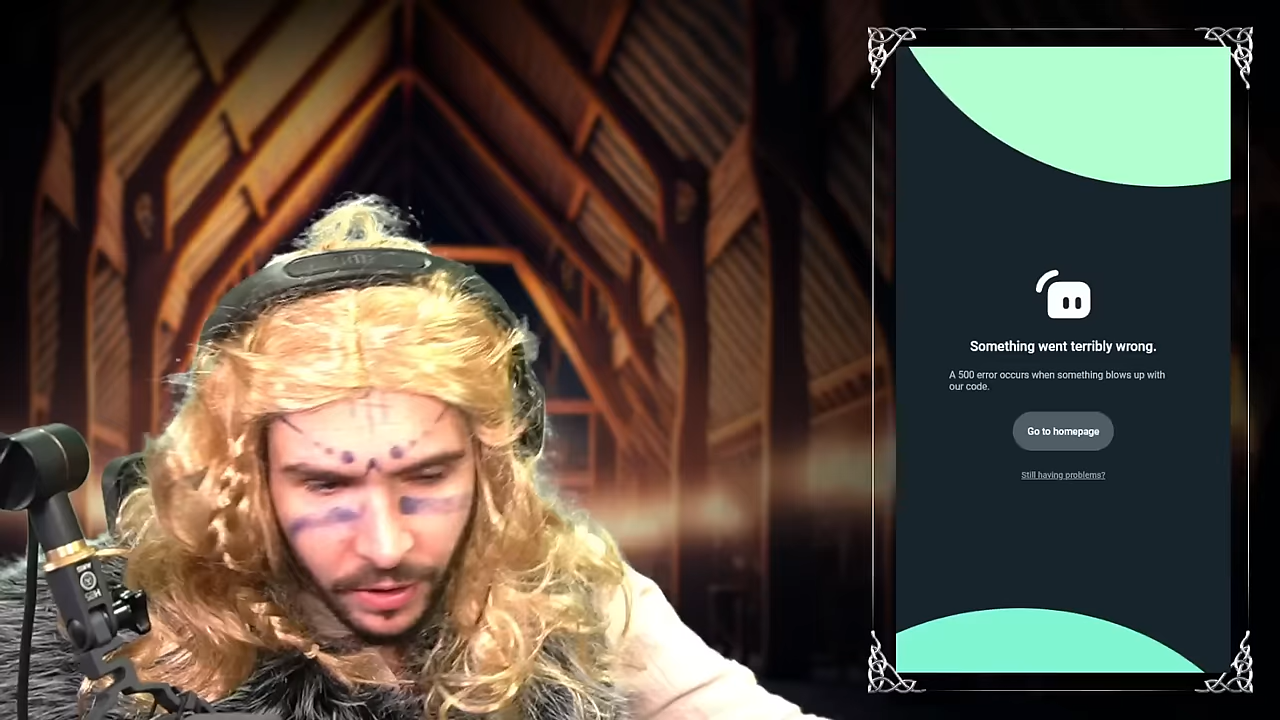 Something went terribly wrong.
A 500 error occurs when something blows up with
our code.
Go to homepage
Still having problems?